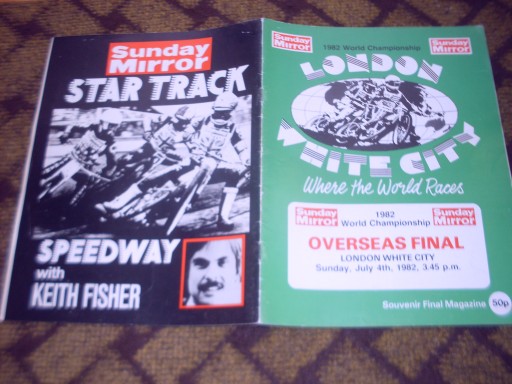 Sunday
Mirror
STAR TRACK
SPEEDWAY
with
KEITH FISHER
Sunday
Mirror
1982 World Championship
Sunday
Mirror
LONDON
WHITE CITY
Where the World Races
Sunday
Mirror
1982
World Championship
Sunday
Mirror
OVERSEAS FINAL
LONDON WHITE CITY
Sunday, July 4th, 1982, 3.45 p.m.
Souvenir Final Magazine
50p